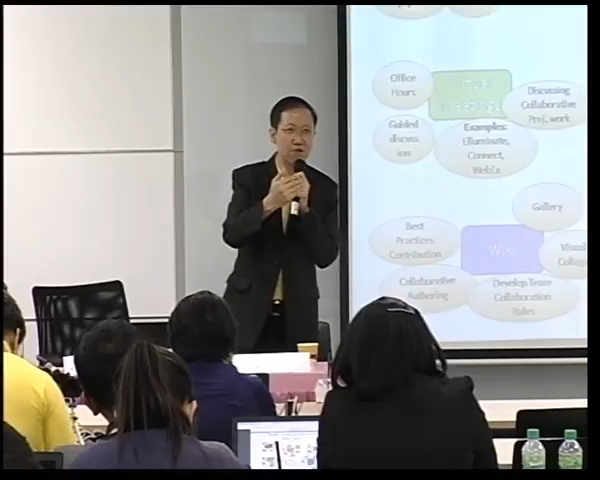 Office
Hours
Discussing
Collaborative
Proj. work
Guided
discuss
ion
Examples:
Elluminate,
Connect,
WebEx
Gallery
Best
Practices
Contribution
Wiki
Visual
Collaborative
Authoring
Develop Team
Collaboration
Rules